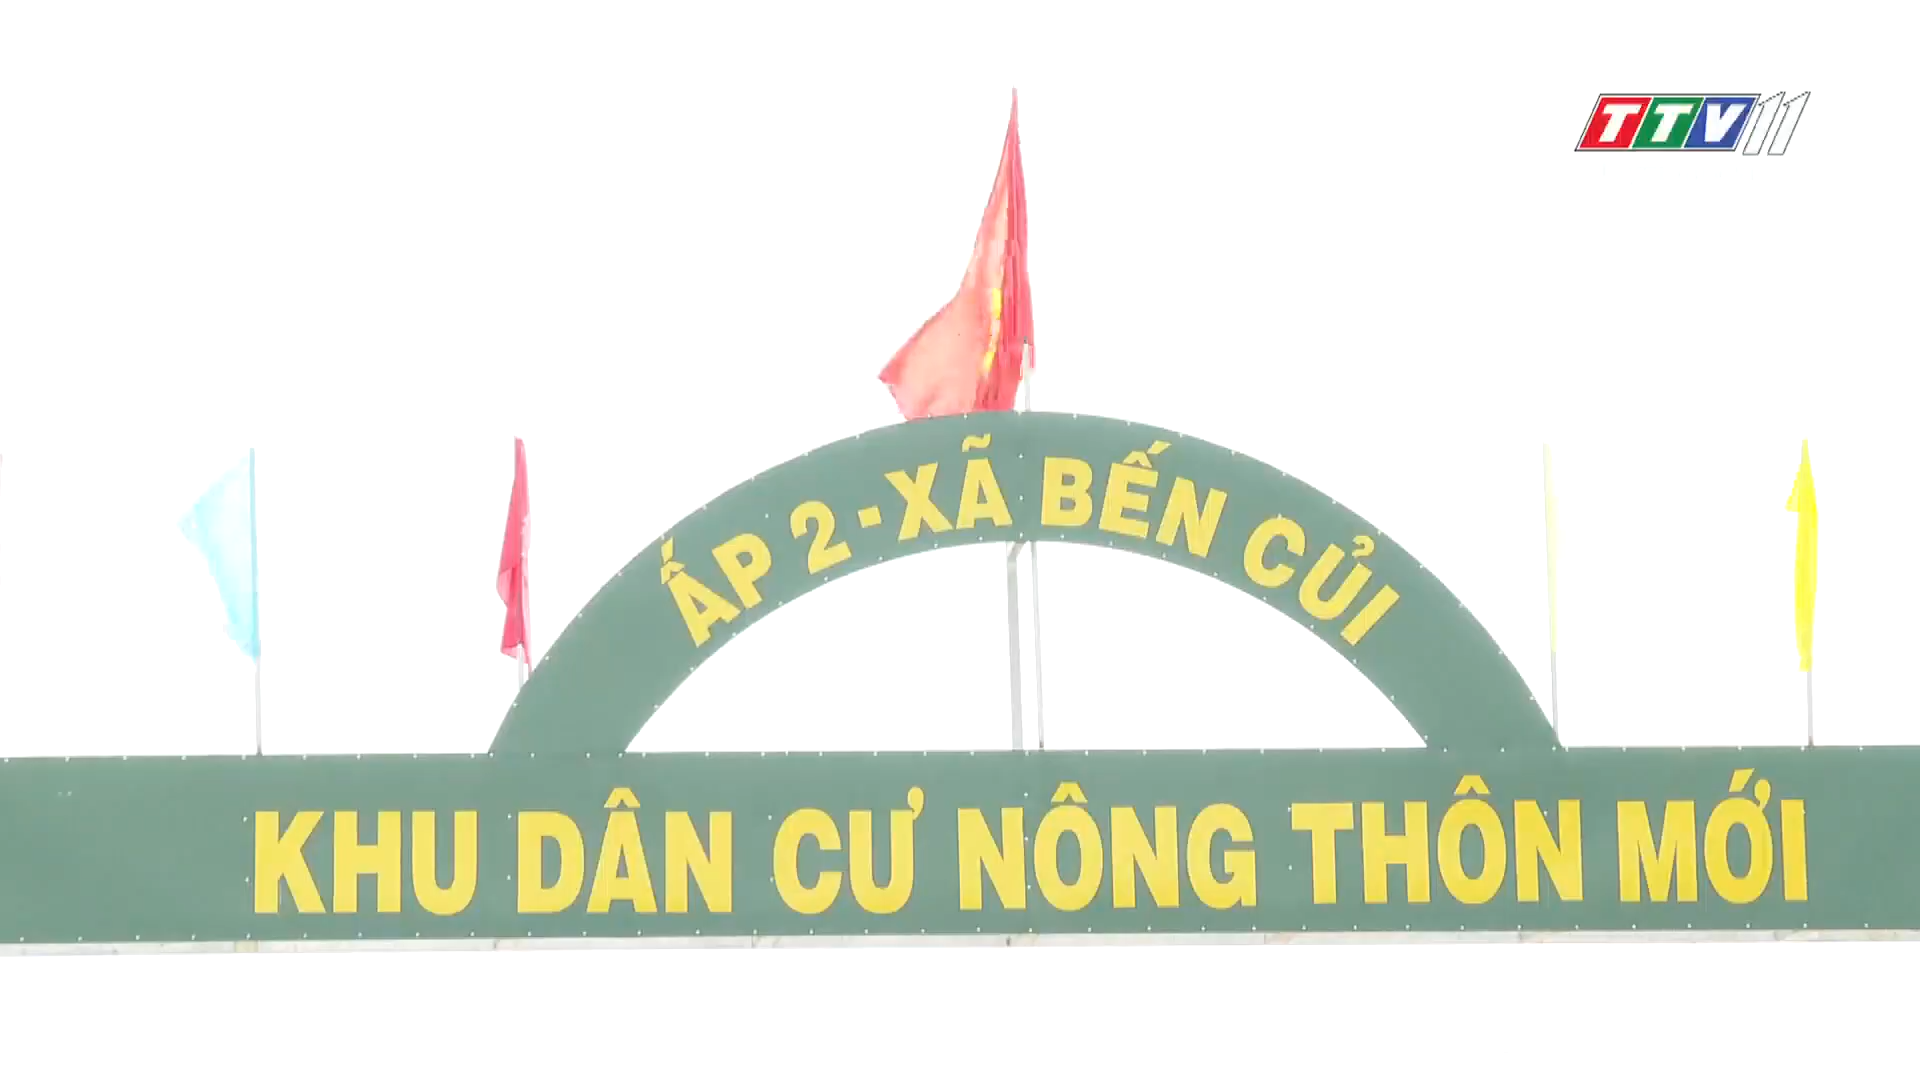 TTV11
ẤP 2 - XÃ BẾN CỦI
KHU DÂN CƯ NÔNG THÔN MỚI